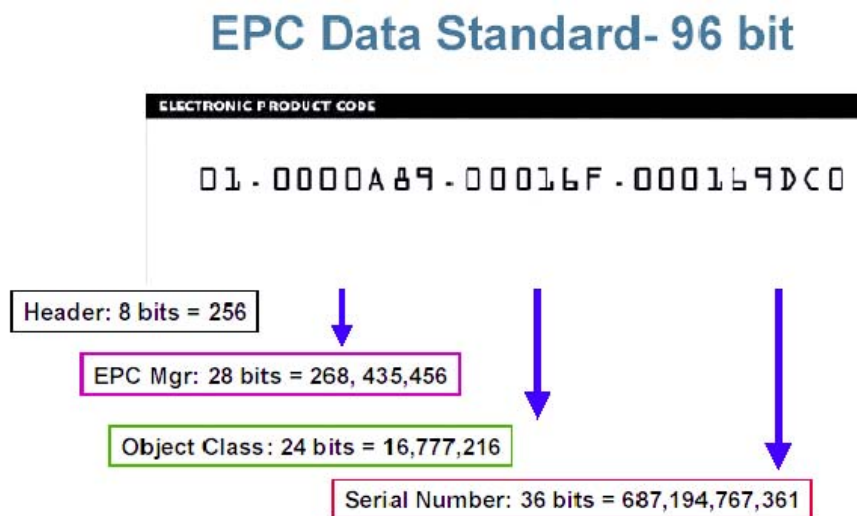 EPC Data Standard- 96 bit
ELECTRONIC PRODUCT CODE
01.0000A89.00016F.000169DC0
Header: 8 bits = 256
EPC Mgr: 28 bits = 268, 435,456
Object Class: 24 bits = 16,777,216
Serial Number: 36 bits = 687,194,767,361